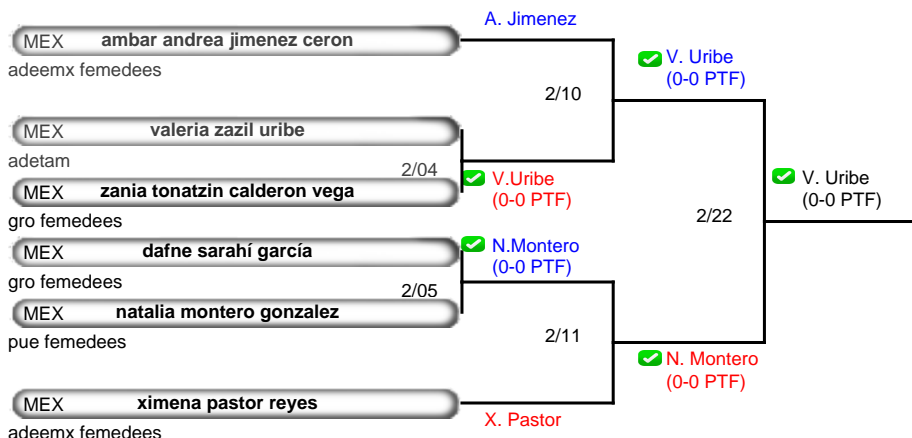 A. Jimenez
MEX ambar andrea jimenez ceron
adeemx femedees
V. Uribe
(0-0 PTF)
2/10
MEX valeria zazil uribe
adetam
2/04
V.Uribe
(0-0 PTF)
MEX zania tonatzin calderon vega
gro femedees
V. Uribe
(0-0 PTF)
2/22
MEX dafne sarahí garcía
gro femedees
N.Montero
(0-0 PTF)
2/05
MEX natalia montero gonzalez
pue femedees
2/11
N. Montero
(0-0 PTF)
MEX ximena pastor reyes
X. Pastor
adeemx femedees